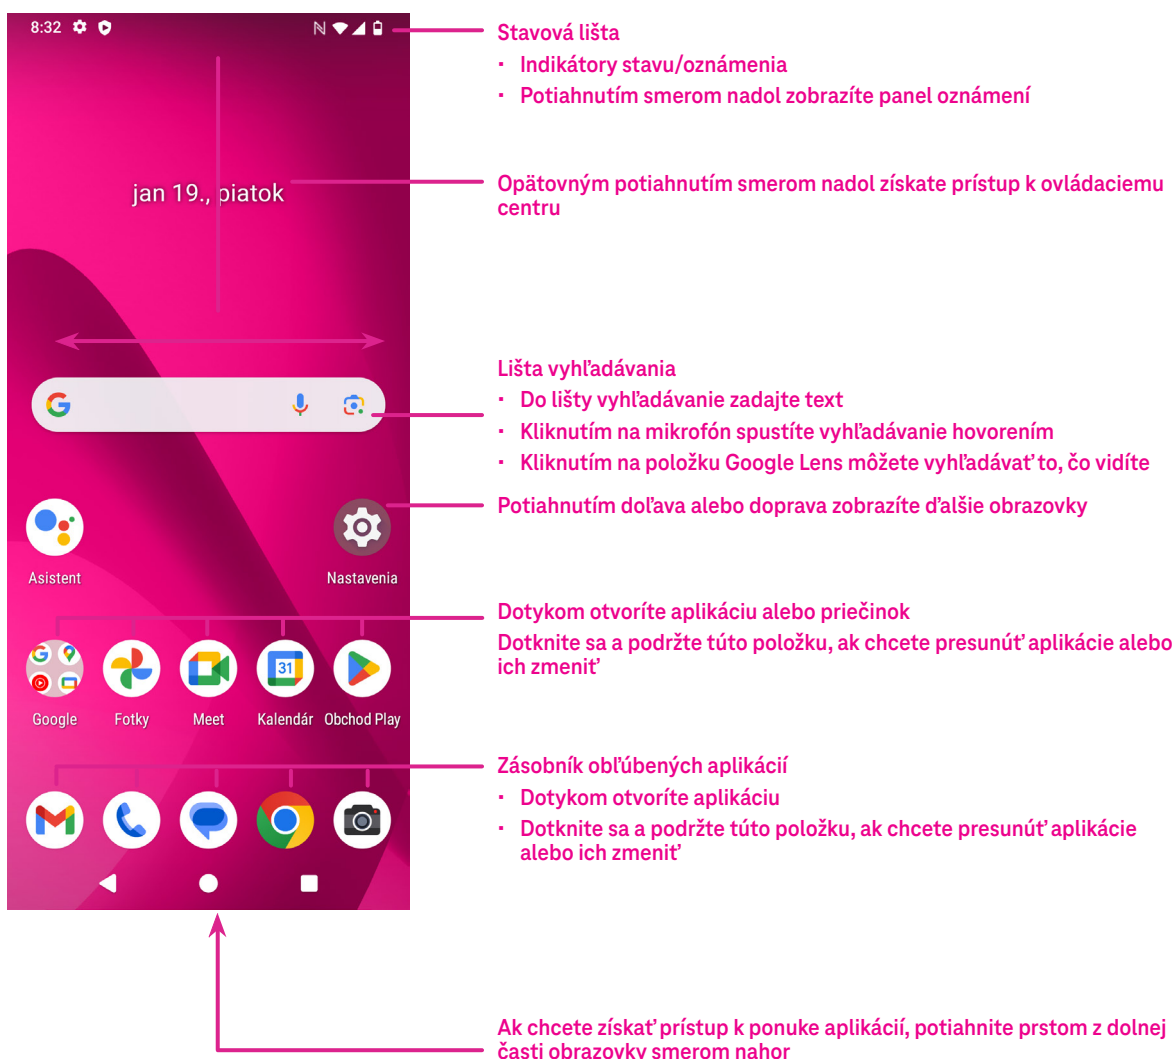 8:32
Stavová lišta
· Indikátory stavu/oznámenia
· Potiahnutím smerom nadol zobrazíte panel oznámení
jan 19., piatok
Opätovným potiahnutím smerom nadol získate prístup k ovládaciemu
centru
Lišta vyhľadávania
· Do lišty vyhľadávanie zadajte text
· Kliknutím na mikrofón spustíte vyhľadávanie hovorením
· Kliknutím na položku Google Lens môžete vyhľadávať to, čo vidíte
Potiahnutím doľava alebo doprava zobrazíte ďalšie obrazovky
Asistent
Nastavenia
Dotykom otvoríte aplikáciu alebo priečinok
Dotknite sa a podržte túto položku, ak chcete presunúť aplikácie alebo
ich zmeniť
31
Google Fotky Meet Kalendár Obchod Play
Zásobník obľúbených aplikácií
· Dotykom otvoríte aplikáciu
· Dotknite sa a podržte túto položku, ak chcete presunúť aplikácie
alebo ich zmeniť
Ak chcete získať prístup k ponuke aplikácií, potiahnite prstom z dolnej
časti obrazovky smerom nahor